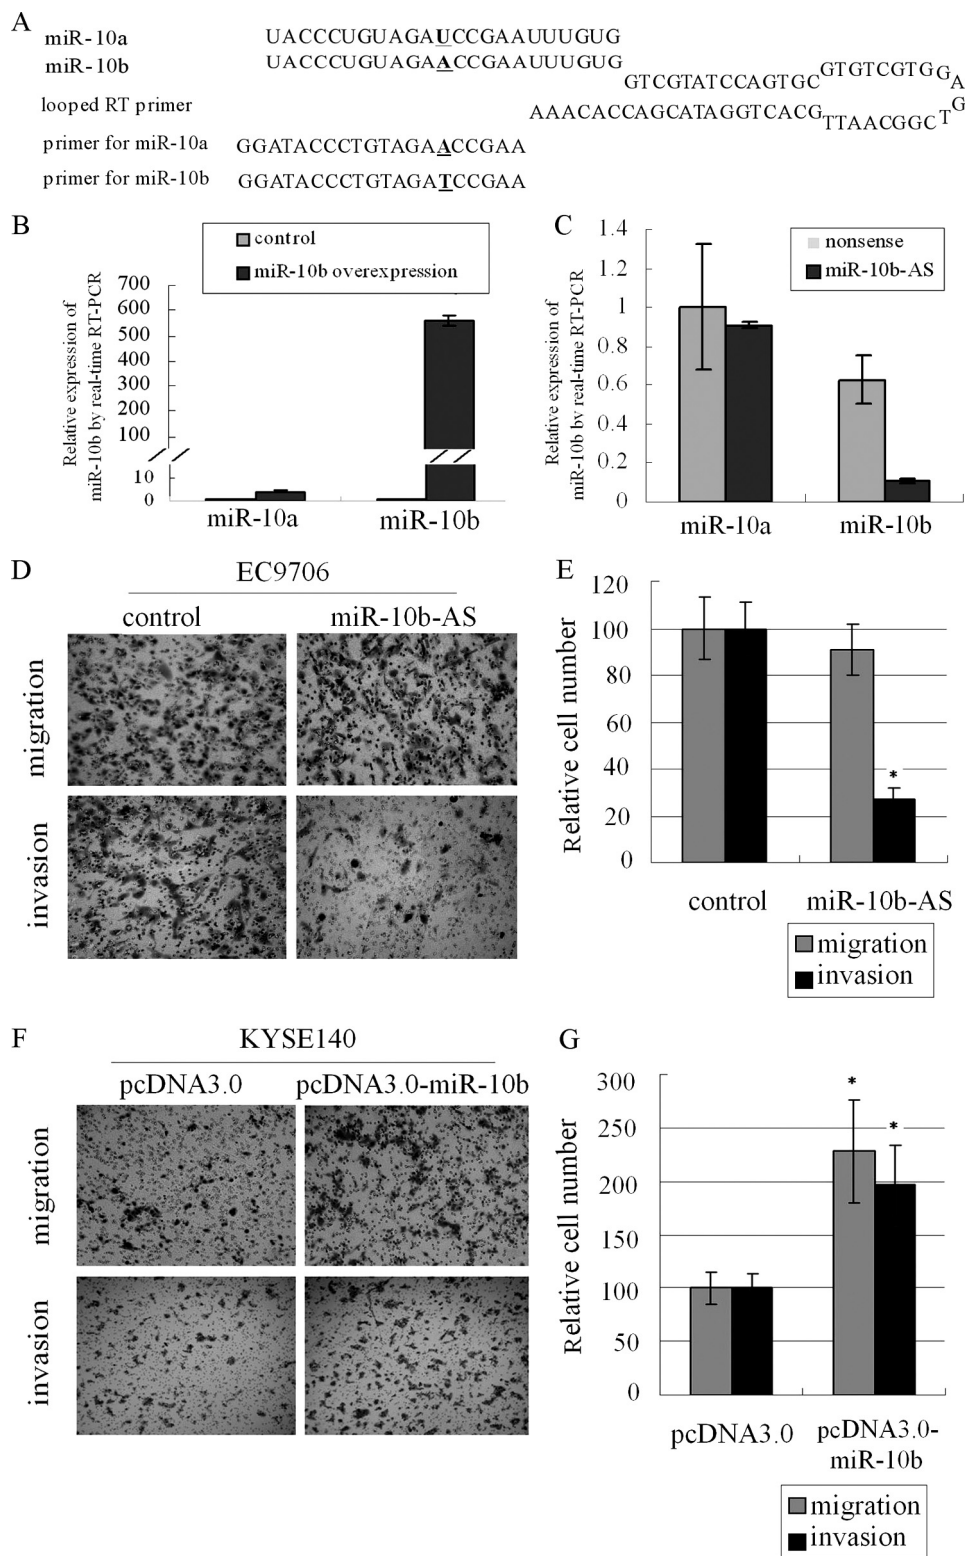 A
miR-10a UACCCUGUAGAUCCGAAUUUGUG
miR-10b UACCCUGUAGAACCGAAUUUGUG
GTCGTATCCAGTGCGTGTCGTGGAG
looped RT primer AAACACCAGCATAGGTCACGTTAACGGCT
primer for miR-10a GGATACCCTGTAGAACCGAA
primer for miR-10b GGATACCCTGTAGATCCGAA
B
control
miR-10b overexpression
Relative expression of
miR-10b by real-time RT-PCR
700
600
500
400
300
200
100
10
0
miR-10a miR-10b
C
nonsense
miR-10b-AS
Relative expression of
miR-10b by real-time RT-PCR
1.4
1.2
1
0.8
0.6
0.4
0.2
0
miR-10a miR-10b
D
EC9706
control miR-10b-AS
migration
invasion
E
Relative cell number
120
100
80
60
40
20
0
*
control miR-10b-AS
migration
invasion
F
KYSE140
pcDNA3.0 pcDNA3.0-miR-10b
migration
invasion
G
Relative cell number
300
250
200
150
100
50
0
* *
pcDNA3.0 pcDNA3.0-
miR-10b
migration
invasion